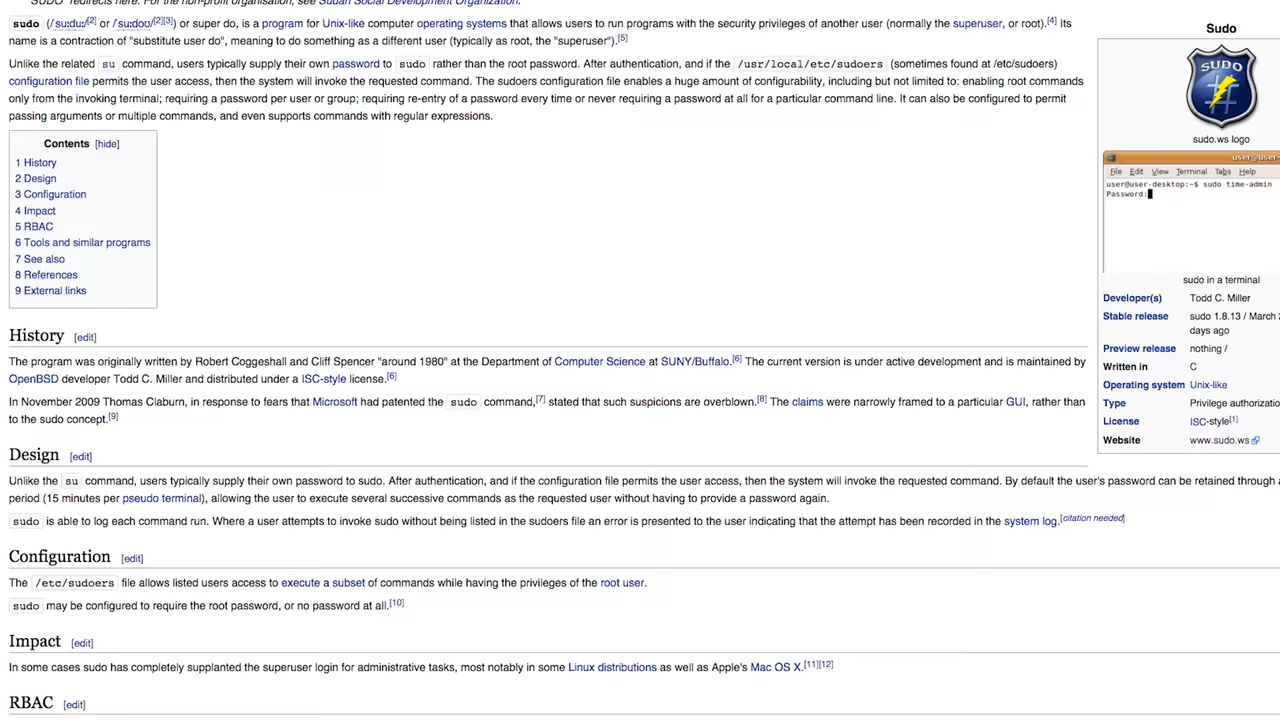 "SUDO" redirects here. For the non-profit organisation, see Sudan Social Development Organization.
sudo (/ˈsuːduː/[2] or /ˈsuːdoʊ/[2][3]) or super do, is a program for Unix-like computer operating systems that allows users to run programs with the security privileges of another user (normally the superuser, or root).[4] Its
name is a contraction of "substitute user do", meaning to do something as a different user (typically as root, the "superuser").[5]
Unlike the related su command, users typically supply their own password to sudo rather than the root password. After authentication, and if the /usr/local/etc/sudoers (sometimes found at /etc/sudoers)
configuration file permits the user access, then the system will invoke the requested command. The sudoers configuration file enables a huge amount of configurability, including but not limited to: enabling root commands
only from the invoking terminal; requiring a password per user or group; requiring re-entry of a password every time or never requiring a password at all for a particular command line. It can also be configured to permit
passing arguments or multiple commands, and even supports commands with regular expressions.
Contents [hide]
1 History
2 Design
3 Configuration
4 Impact
5 RBAC
6 Tools and similar programs
7 See also
8 References
9 External links
History [edit]
The program was originally written by Robert Coggeshall and Cliff Spencer "around 1980" at the Department of Computer Science at SUNY/Buffalo.[6] The current version is under active development and is maintained by
OpenBSD developer Todd C. Miller and distributed under a ISC-style license.[6]
In November 2009 Thomas Claburn, in response to fears that Microsoft had patented the sudo command,[7] stated that such suspicions are overblown.[8] The claims were narrowly framed to a particular GUI, rather than
to the sudo concept.[9]
Design [edit]
Unlike the su command, users typically supply their own password to sudo. After authentication, and if the configuration file permits the user access, then the system will invoke the requested command. By default the user's password can be retained through a
period (15 minutes per pseudo terminal), allowing the user to execute several successive commands as the requested user without having to provide a password again.
sudo is able to log each command run. Where a user attempts to invoke sudo without being listed in the sudoers file an error is presented to the user indicating that the attempt has been recorded in the system log.[citation needed]
Configuration [edit]
The /etc/sudoers file allows listed users access to execute a subset of commands while having the privileges of the root user.
sudo may be configured to require the root password, or no password at all.[10]
Impact [edit]
In some cases sudo has completely supplanted the superuser login for administrative tasks, most notably in some Linux distributions as well as Apple's Mac OS X.[11][12]
RBAC [edit]
Sudo
SUDO
#
sudo.ws logo
user@user-
File Edit View Terminal Tabs Help
user@user-desktop:~$ sudo time-admin
Password:
sudo in a terminal
Developer(s) Todd C. Miller
Stable release sudo 1.8.13 / March
days ago
Preview release nothing /
Written in C
Operating system Unix-like
Type Privilege authorizatio
License ISC-style[1]
Website www.sudo.ws